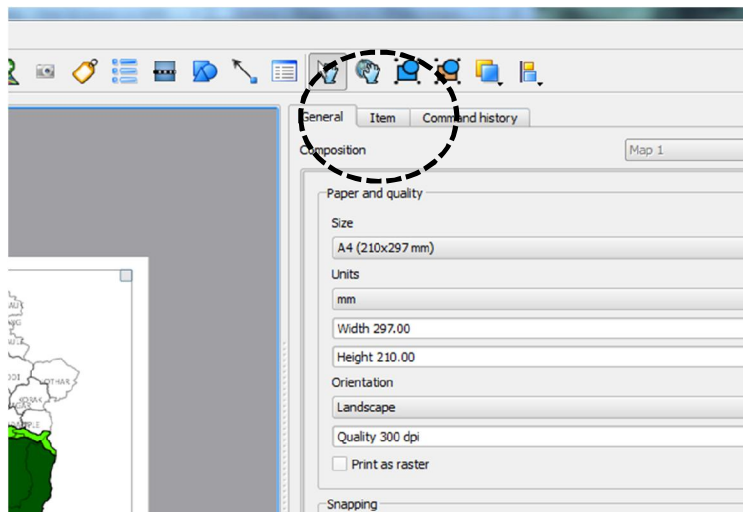 General Item Command history
Composition Map 1
Paper and quality
Size
A4 (210x297 mm)
Units
mm
Width 297.00
Height 210.00
Orientation
Landscape
Quality 300 dpi
Print as raster
Snapping